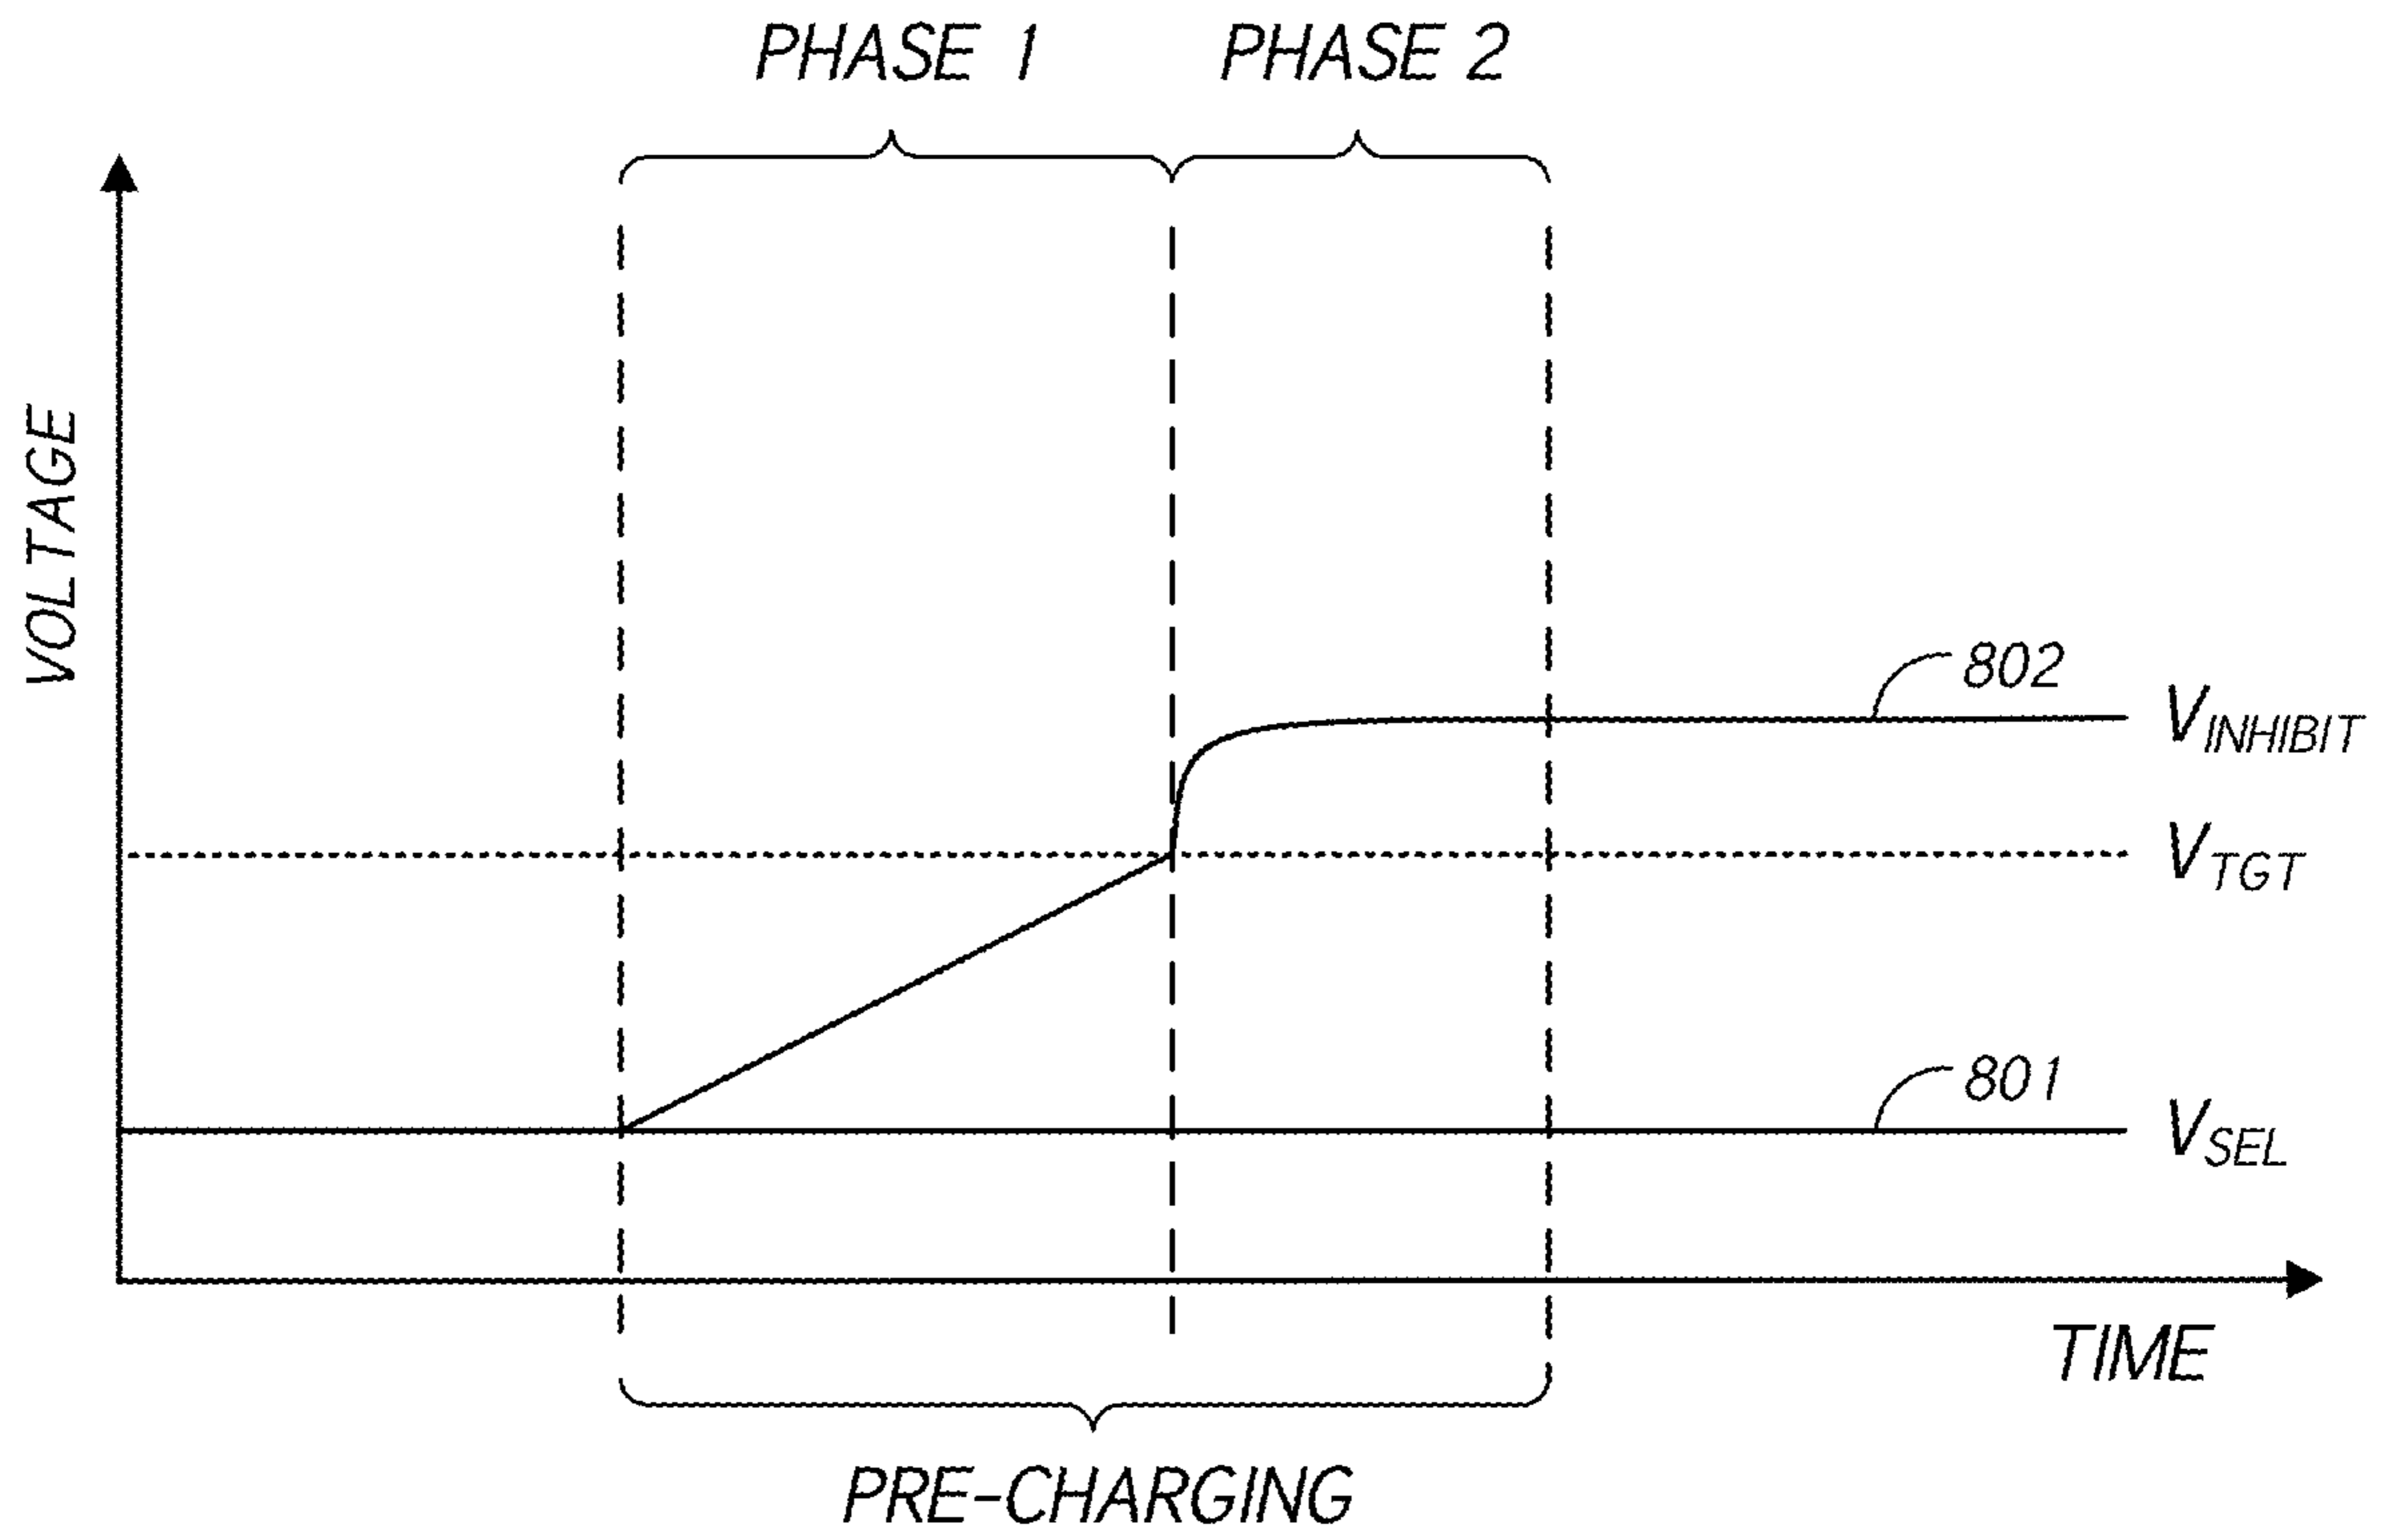 PHASE 1
PHASE 2
VOLTAGE
802
VINHIBIT
VTGT
801
VSEL
TIME
PRE-CHARGING